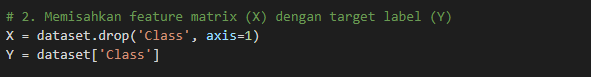 # 2. Memisahkan feature matrix (X) dengan target label (Y)
X = dataset.drop('Class', axis=1)
Y = dataset['Class']